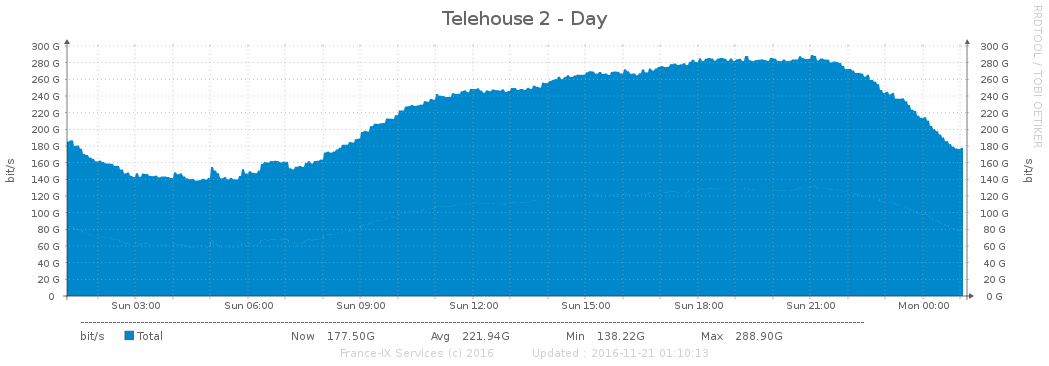 Telehouse 2 - Day
RRDTOOL / TOBI OETIKER
300 G 300 G
280 G 280 G
260 G 260 G
240 G 240 G
220 G 220 G
200 G 200 G
180 G 180 G
160 G 160 G
140 G 140 G
120 G 120 G
100 G 100 G
80 G 80 G
60 G 60 G
40 G 40 G
20 G 20 G
0 0 G
bit/s
bit/s
Sun 03:00 Sun 06:00 Sun 09:00 Sun 12:00 Sun 15:00 Sun 18:00 Sun 21:00 Mon 00:00
bit/s Total Now 177.50G Avg 221.94G Min 138.22G Max 288.90G
France-IX Services (c) 2016 Updated : 2016-11-21 01:10:13